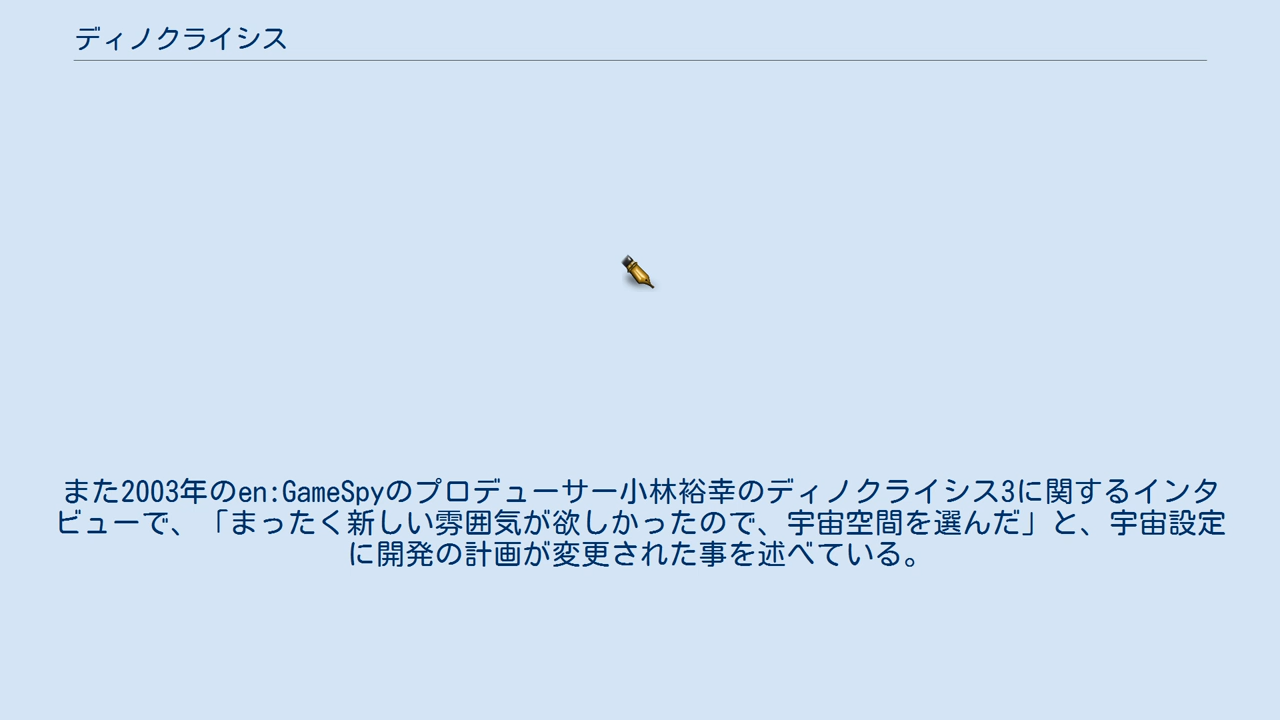 ディノクライシス
また2003年のen:GameSpyのプロデューサー小林裕幸のディノクライシス3に関するインタ
ビューで、「まったく新しい雰囲気が欲しかったので、宇宙空間を選んだ」と、宇宙設定
に開発の計画が変更された事を述べている。